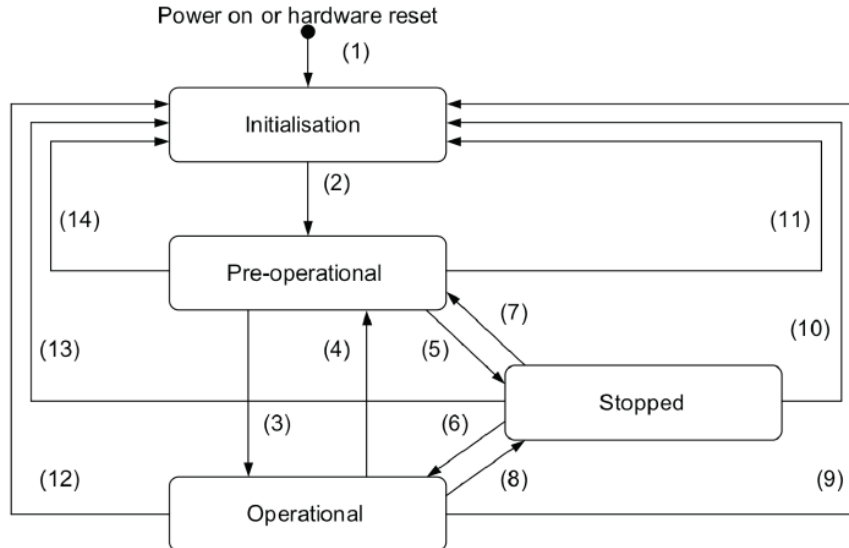 Power on or hardware reset
(1)
Initialisation
(2)
(14)
(11)
Pre-operational
(7)
(13)
(4)
(5)
(10)
Stopped
(3)
(6)
(12)
(8)
(9)
Operational